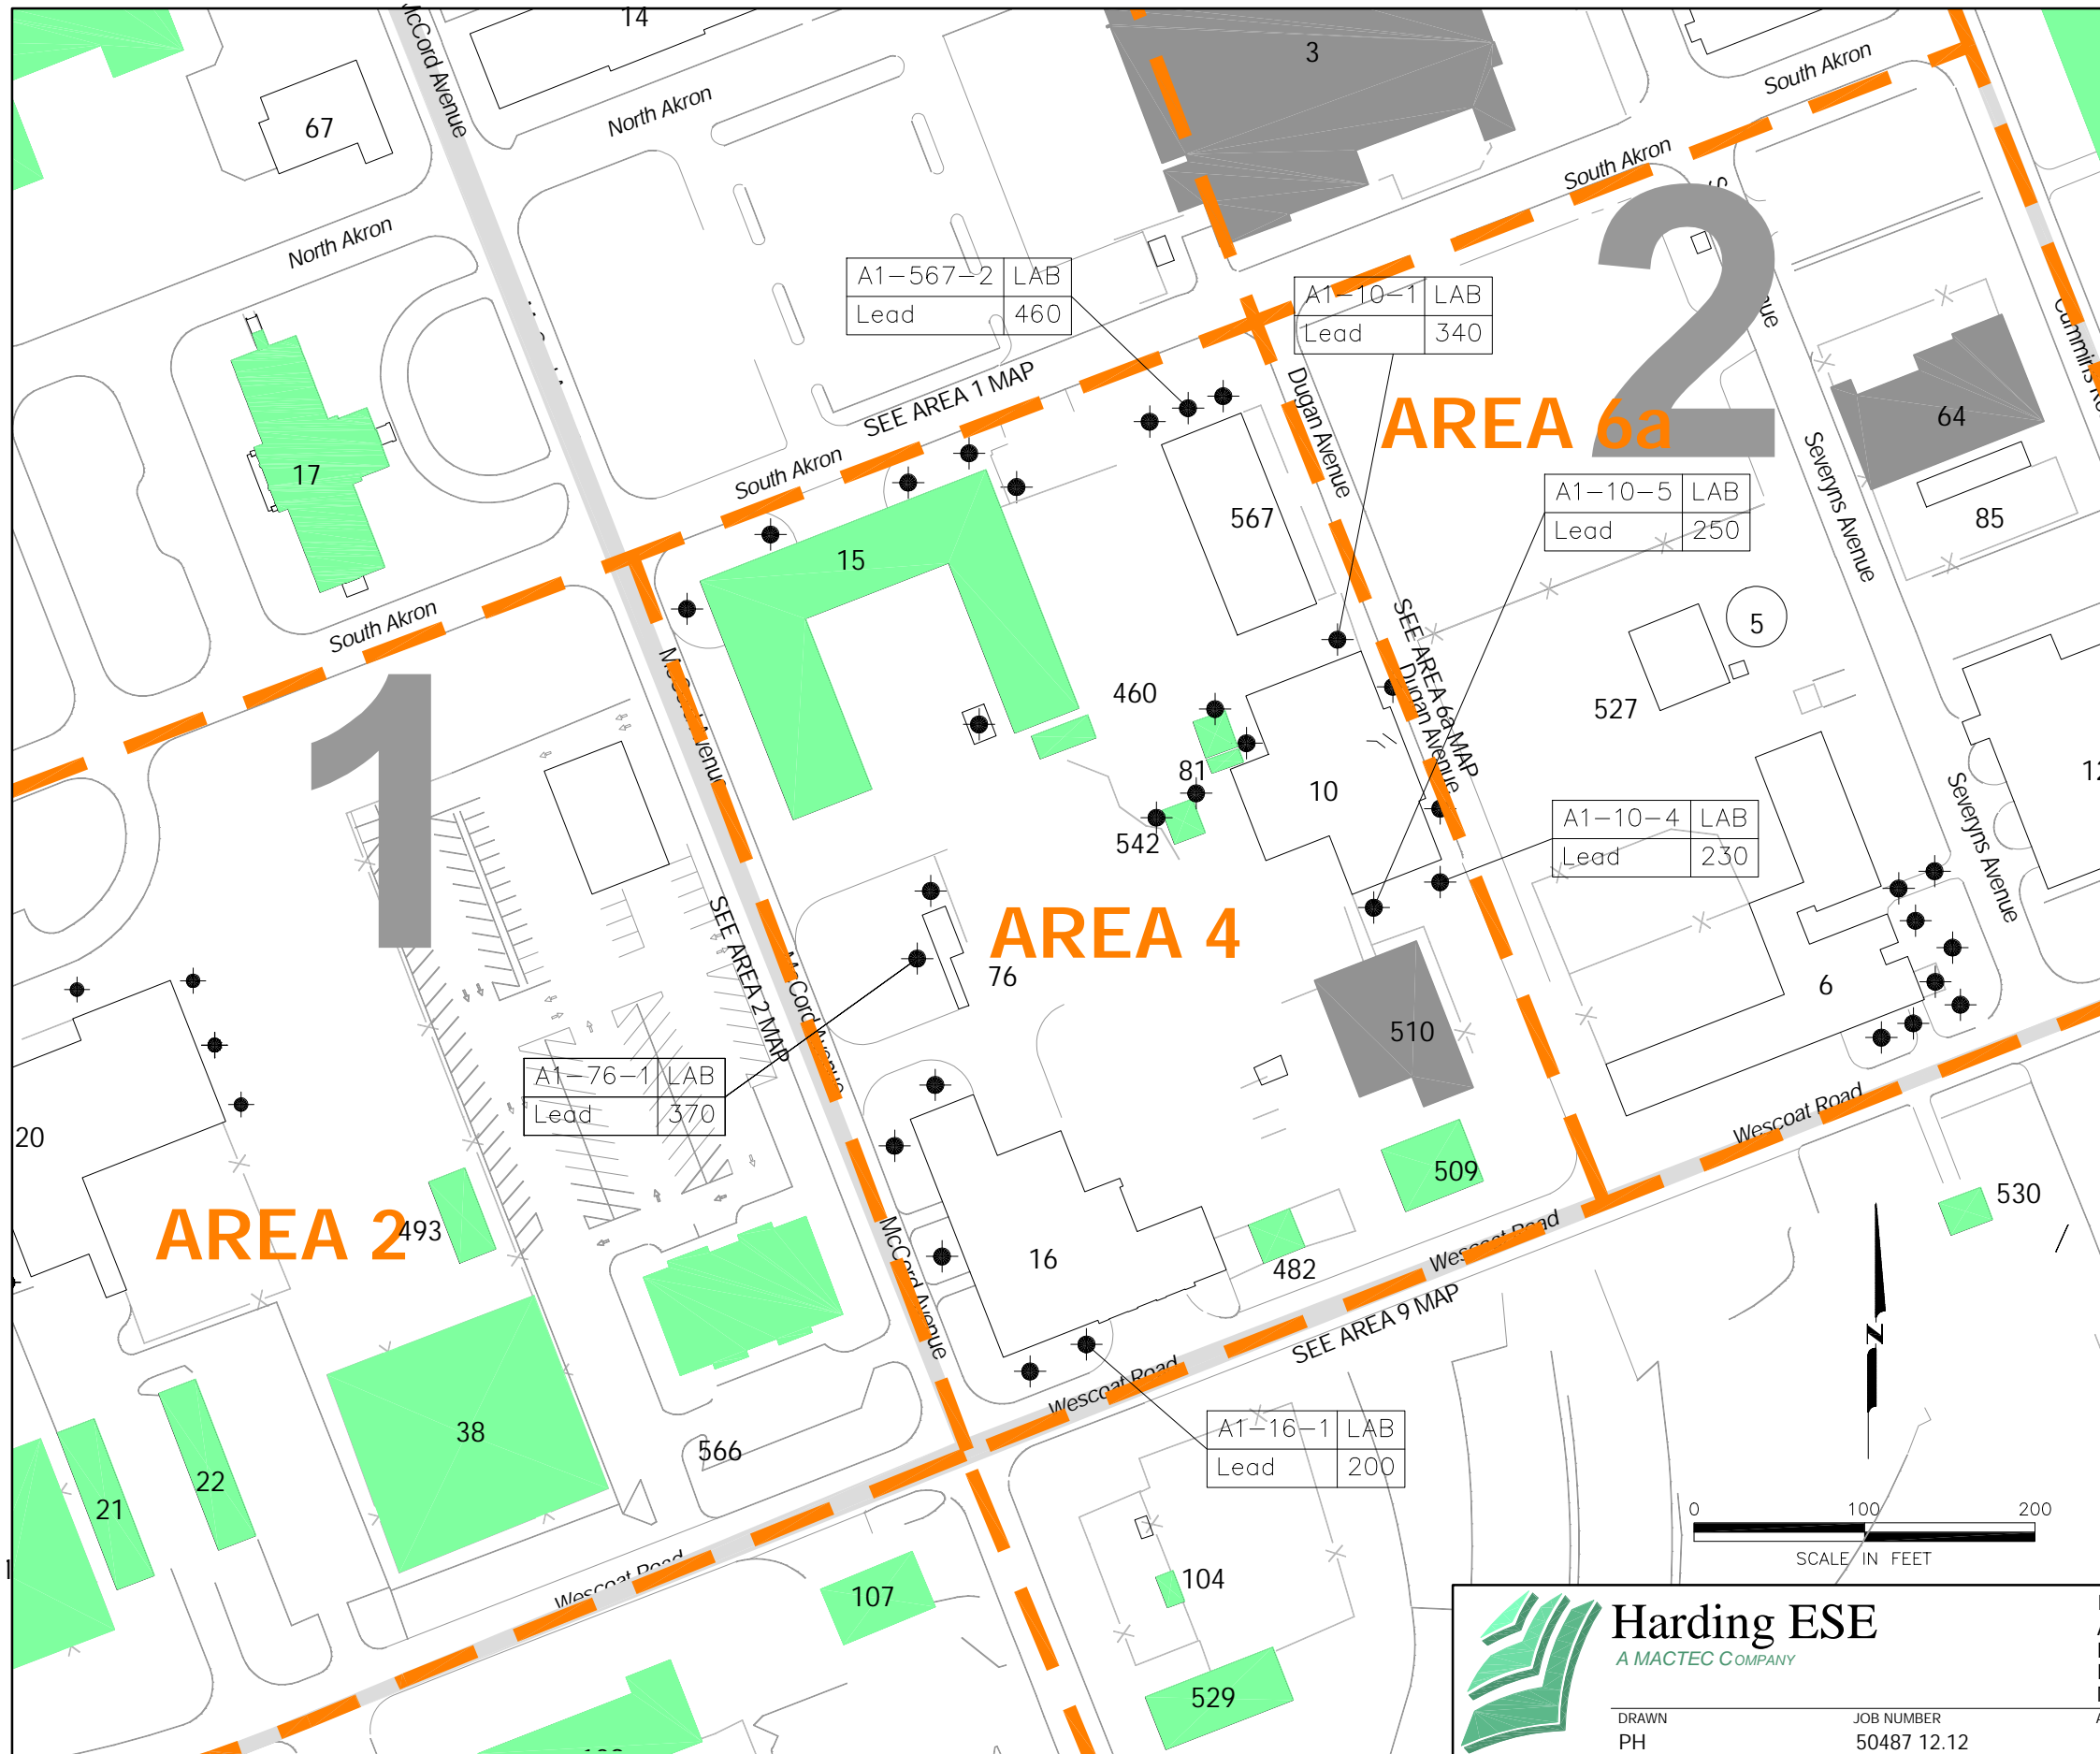 14
McCord Avenue
3
South Akron
67
North Akron
South Akron
2
North Akron
A1-567-2 LAB
Lead 460
A1-10-1 LAB
Lead 340
Cummins
SEE AREA 1 MAP
Dugan Avenue
AREA 6a
64
17
South Akron
567
A1-10-5 LAB
Lead 250
85
Severyns Avenue
15
South Akron
5
McCord Avenue
SEE AREA 6a MAP
Dugan Avenue
460
527
1
81
10
542
A1-10-4 LAB
Lead 230
Severyns Avenue
SEE AREA 2 MAP
AREA 4
76
McCord Avenue
6
510
A1-76-1 LAB
Lead 370
20
Wescoat Road
509
530
AREA 2
493
McCord Avenue
16
482
Wescoat Road
SEE AREA 9 MAP
N
Wescoat Road
38
566
A1-16-1 LAB
Lead 200
22
21
0 100 200
SCALE IN FEET
Wescoat Road
107
104
Harding ESE
A MACTEC COMPANY
529
DRAWN
PH
JOB NUMBER
50487 12.12